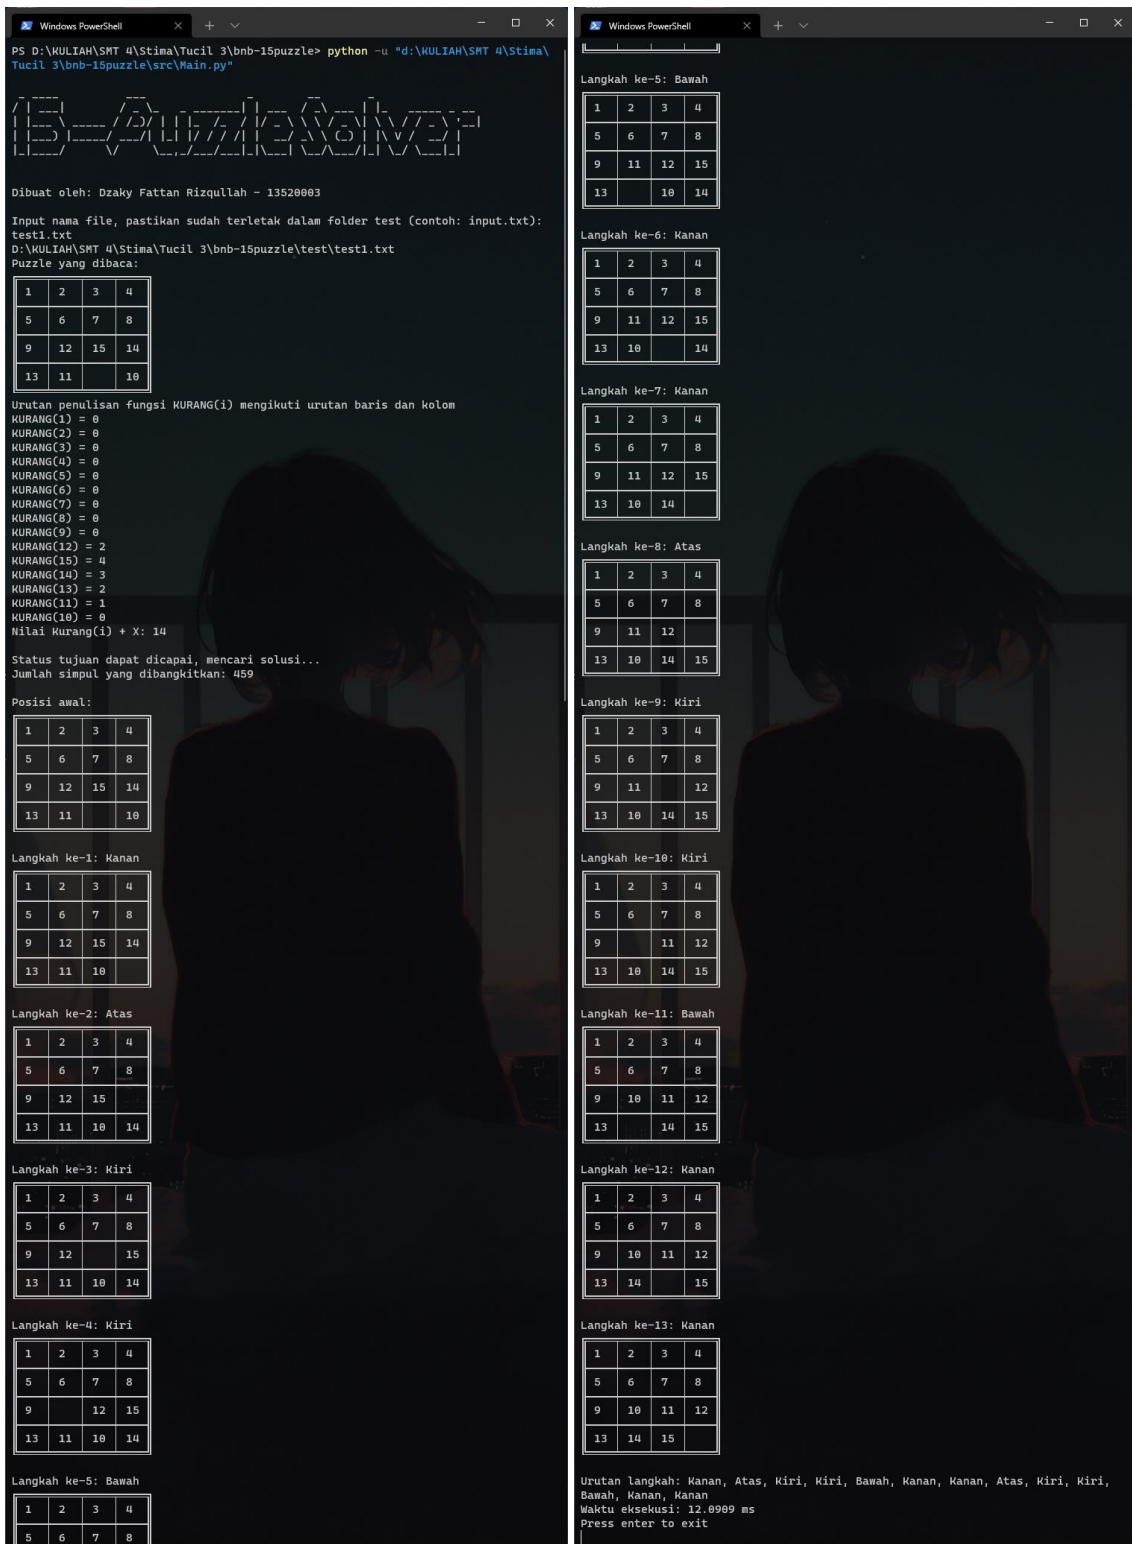 Windows PowerShell
PS D:\KULIAH\SMT 4\Stima\Tucil 3\bnb-15puzzle> python -u "d:\KULIAH\SMT 4\Stima\
Tucil 3\bnb-15puzzle\src\Main.py"
15-PuzzleSolver
Dibuat oleh: Dzaky Fattan Rizqullah - 13520003
Input nama file, pastikan sudah terletak dalam folder test (contoh: input.txt):
test1.txt
D:\KULIAH\SMT 4\Stima\Tucil 3\bnb-15puzzle\test\test1.txt
Puzzle yang dibaca:
1 2 3 4
5 6 7 8
9 12 15 14
13 11 10
Urutan penulisan fungsi KURANG(i) mengikuti urutan baris dan kolom
KURANG(1) = 0
KURANG(2) = 0
KURANG(3) = 0
KURANG(4) = 0
KURANG(5) = 0
KURANG(6) = 0
KURANG(7) = 0
KURANG(8) = 0
KURANG(9) = 0
KURANG(12) = 2
KURANG(15) = 4
KURANG(14) = 3
KURANG(13) = 2
KURANG(11) = 1
KURANG(10) = 0
Nilai Kurang(i) + X: 14
Status tujuan dapat dicapai, mencari solusi...
Jumlah simpul yang dibangkitkan: 459
Posisi awal:
1 2 3 4
5 6 7 8
9 12 15 14
13 11 10
Langkah ke-1: Kanan
1 2 3 4
5 6 7 8
9 12 15 14
13 11 10
Langkah ke-2: Atas
1 2 3 4
5 6 7 8
9 12 15
13 11 10 14
Langkah ke-3: Kiri
1 2 3 4
5 6 7 8
9 12 15
13 11 10 14
Langkah ke-4: Kiri
1 2 3 4
5 6 7 8
9 12 15
13 11 10 14
Langkah ke-5: Bawah
1 2 3 4
5 6 7 8
Windows PowerShell
Langkah ke-5: Bawah
1 2 3 4
5 6 7 8
9 11 12 15
13 10 14
Langkah ke-6: Kanan
1 2 3 4
5 6 7 8
9 11 12 15
13 10 14
Langkah ke-7: Kanan
1 2 3 4
5 6 7 8
9 11 12 15
13 10 14
Langkah ke-8: Atas
1 2 3 4
5 6 7 8
9 11 12
13 10 14 15
Langkah ke-9: Kiri
1 2 3 4
5 6 7 8
9 11 12
13 10 14 15
Langkah ke-10: Kiri
1 2 3 4
5 6 7 8
9 11 12
13 10 14 15
Langkah ke-11: Bawah
1 2 3 4
5 6 7 8
9 10 11 12
13 14 15
Langkah ke-12: Kanan
1 2 3 4
5 6 7 8
9 10 11 12
13 14 15
Langkah ke-13: Kanan
1 2 3 4
5 6 7 8
9 10 11 12
13 14 15
Urutan langkah: Kanan, Atas, Kiri, Kiri, Bawah, Kanan, Kanan, Atas, Kiri, Kiri,
Bawah, Kanan, Kanan
Waktu eksekusi: 12.0909 ms
Press enter to exit